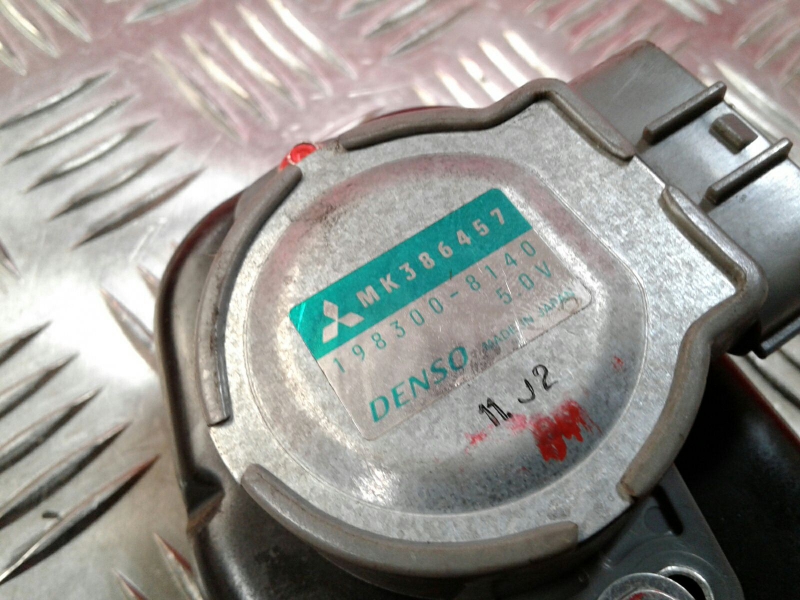 MK386457
198300-8140
5.0V
DENSO MADE IN JAPAN
11. J2